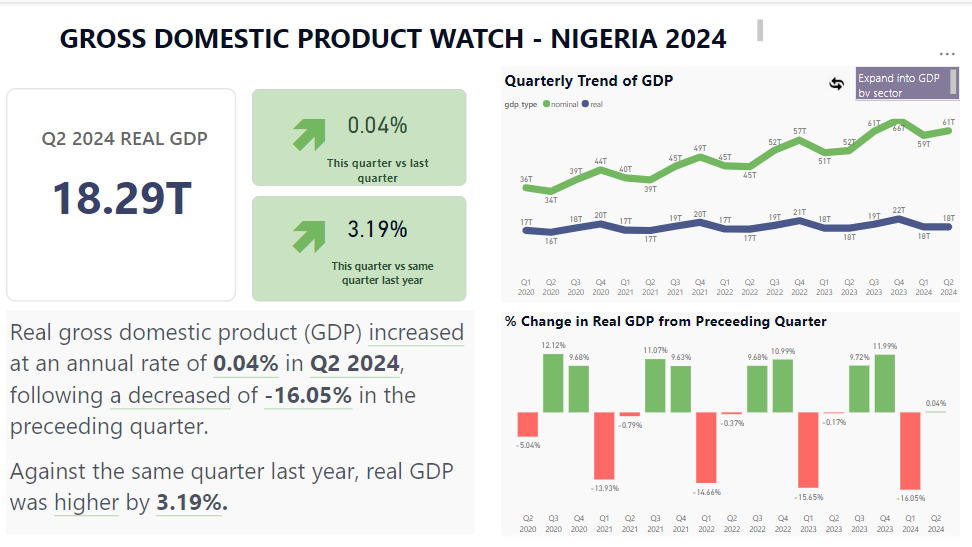 GROSS DOMESTIC PRODUCT WATCH - NIGERIA 2024
Q2 2024 REAL GDP
18.29T
0.04%
This quarter vs last
quarter
3.19%
This quarter vs same
quarter last year
Real gross domestic product (GDP) increased
at an annual rate of 0.04% in Q2 2024,
following a decreased of -16.05% in the
preceeding quarter.
Against the same quarter last year, real GDP
was higher by 3.19%.
Quarterly Trend of GDP
Expand into GDP
by sector
gdp type nominal real
36T 34T 39T 44T 40T 39T 45T 49T 45T 45T 52T 57T 51T 52T 61T 66T 59T 61T
17T 16T 18T 20T 17T 17T 19T 20T 17T 17T 19T 21T 18T 18T 19T 22T 18T 18T
Q1 Q2 Q3 Q4 Q1 Q2 Q3 Q4 Q1 Q2 Q3 Q4 Q1 Q2 Q3 Q4 Q1 Q2
2020 2020 2020 2020 2021 2021 2021 2021 2022 2022 2022 2022 2023 2023 2023 2023 2024 2024
% Change in Real GDP from Preceeding Quarter
-5.04% 12.12% 9.68% -13.93% -0.79% 11.07% 9.63% -14.66% -0.37% 9.68% 10.99% -15.65% -0.17% 9.72% 11.99% -16.05% 0.04%
Q2 Q3 Q4 Q1 Q2 Q3 Q4 Q1 Q2 Q3 Q4 Q1 Q2 Q3 Q4 Q1 Q2
2020 2020 2020 2021 2021 2021 2021 2022 2022 2022 2022 2023 2023 2023 2023 2024 2024